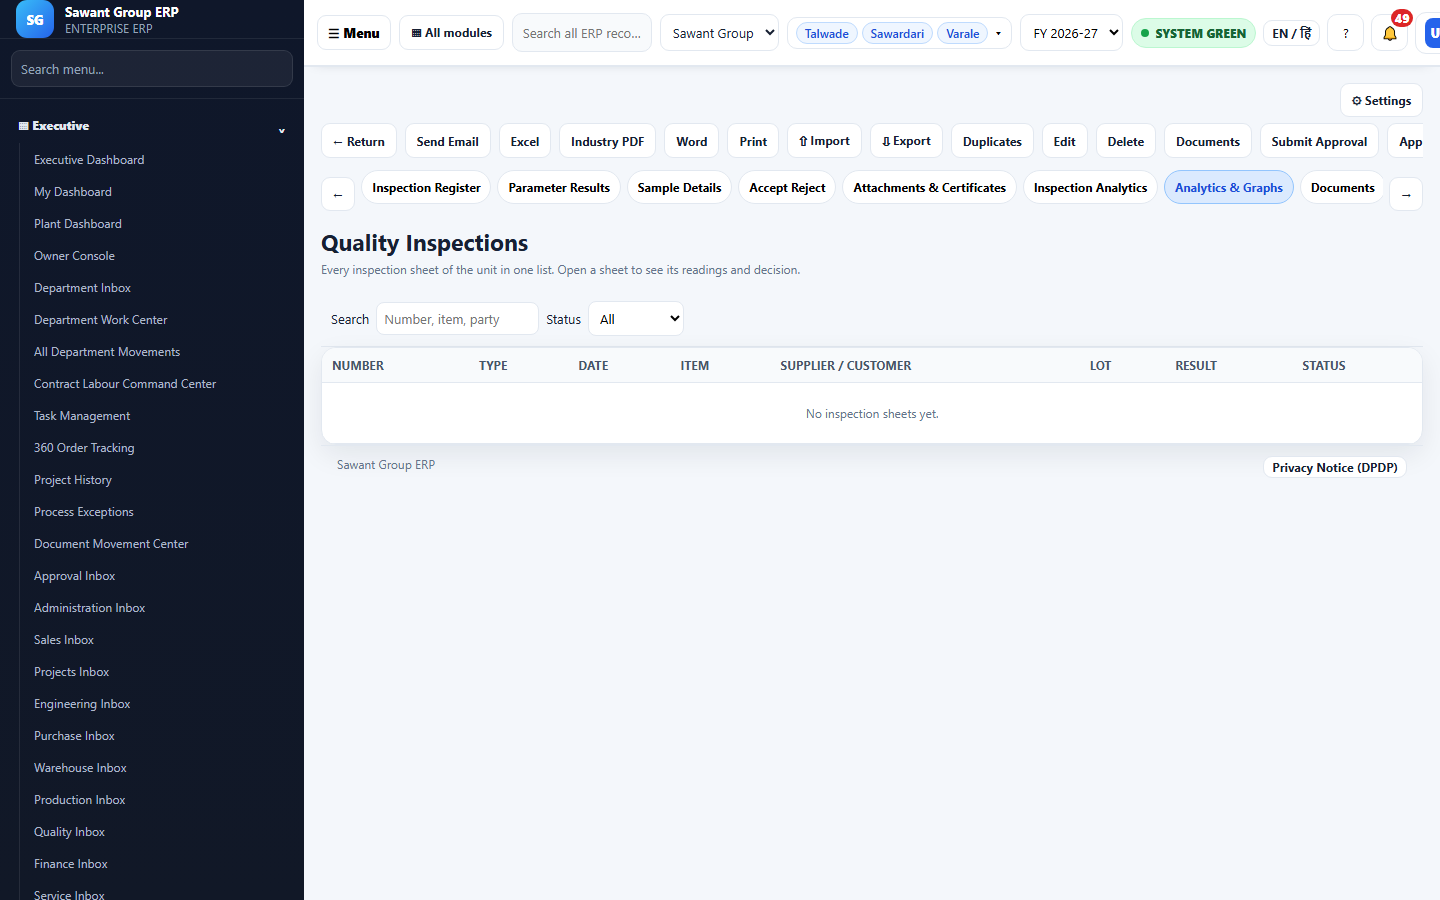 SG
Sawant Group ERP
ENTERPRISE ERP
Search menu...
Executive
Executive Dashboard
My Dashboard
Plant Dashboard
Owner Console
Department Inbox
Department Work Center
All Department Movements
Contract Labour Command Center
Task Management
360 Order Tracking
Project History
Process Exceptions
Document Movement Center
Approval Inbox
Administration Inbox
Sales Inbox
Projects Inbox
Engineering Inbox
Purchase Inbox
Warehouse Inbox
Production Inbox
Quality Inbox
Finance Inbox
Service Inbox
☰ Menu
All modules
Search all ERP reco...
Sawant Group
Talwade Sawardari Varale
FY 2026-27
SYSTEM GREEN
EN / हिं
?
49
U
⚙ Settings
← Return
Send Email
Excel
Industry PDF
Word
Print
⇧ Import
⇩ Export
Duplicates
Edit
Delete
Documents
Submit Approval
App
←
Inspection Register
Parameter Results
Sample Details
Accept Reject
Attachments & Certificates
Inspection Analytics
Analytics & Graphs
Documents
→
Quality Inspections
Every inspection sheet of the unit in one list. Open a sheet to see its readings and decision.
Search Number, item, party Status All
NUMBER TYPE DATE ITEM SUPPLIER / CUSTOMER LOT RESULT STATUS
No inspection sheets yet.
Sawant Group ERP
Privacy Notice (DPDP)